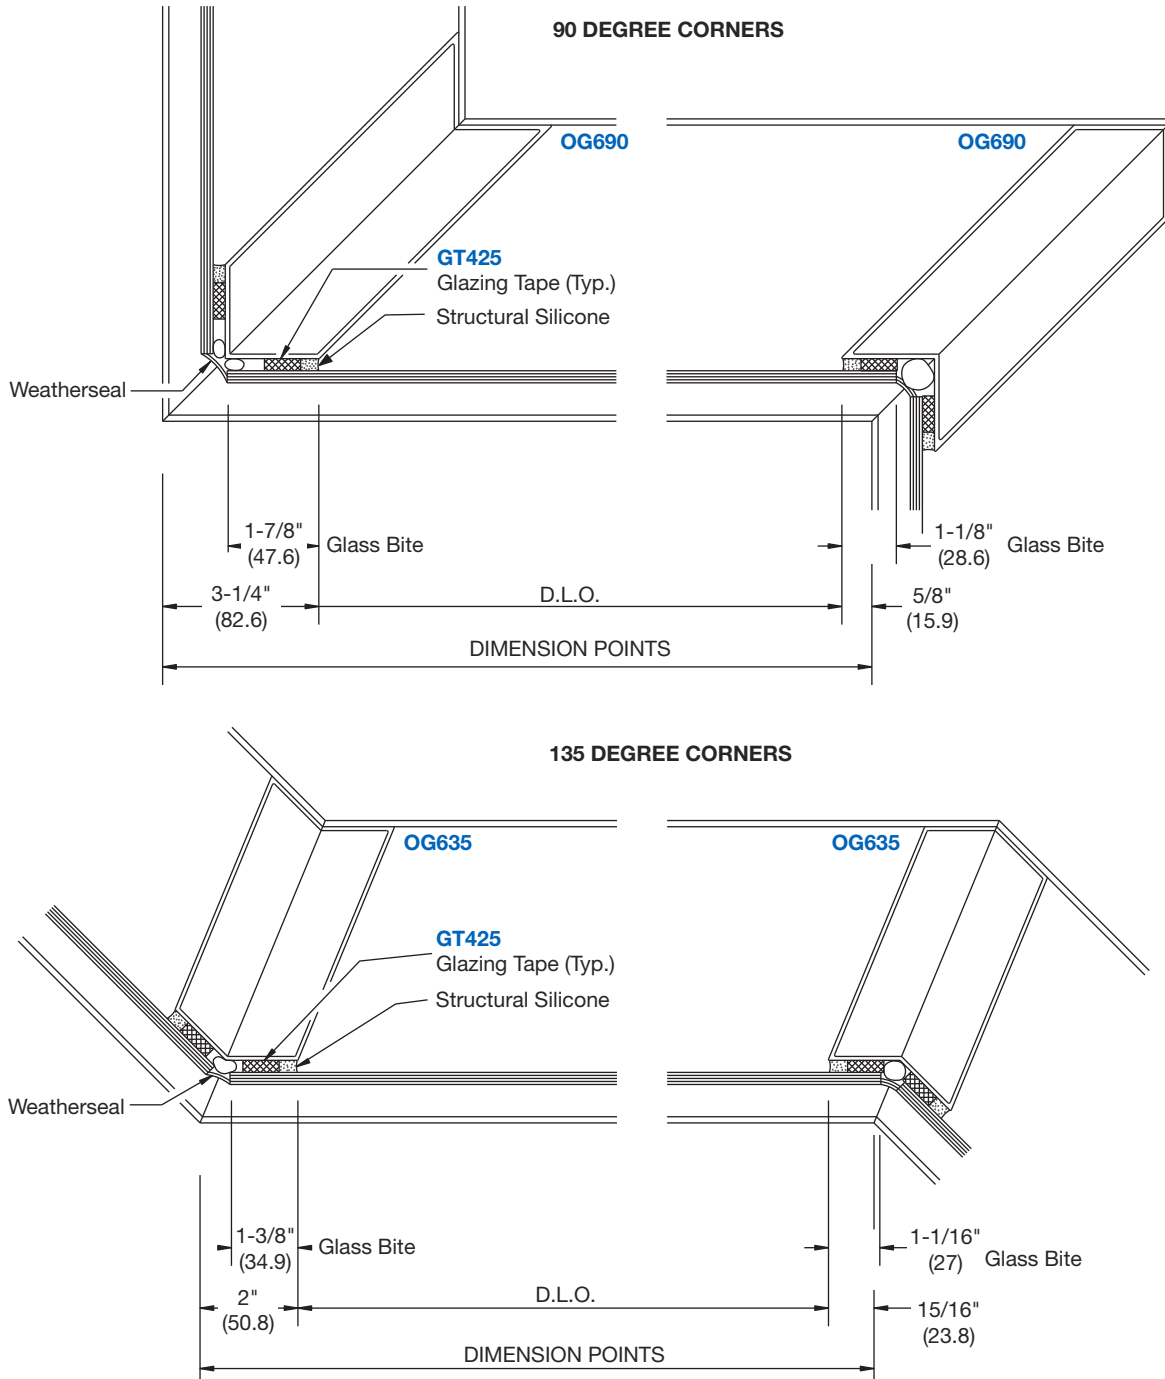 90 DEGREE CORNERS
OG690
OG690
GT425
Glazing Tape (Typ.)
Structural Silicone
Weatherseal
1-7/8"
(47.6)
Glass Bite
1-1/8"
(28.6)
Glass Bite
3-1/4"
(82.6)
D.L.O.
5/8"
(15.9)
DIMENSION POINTS
135 DEGREE CORNERS
OG635
OG635
GT425
Glazing Tape (Typ.)
Structural Silicone
Weatherseal
1-3/8"
(34.9)
Glass Bite
1-1/16"
(27)
Glass Bite
2"
(50.8)
D.L.O.
15/16"
(23.8)
DIMENSION POINTS